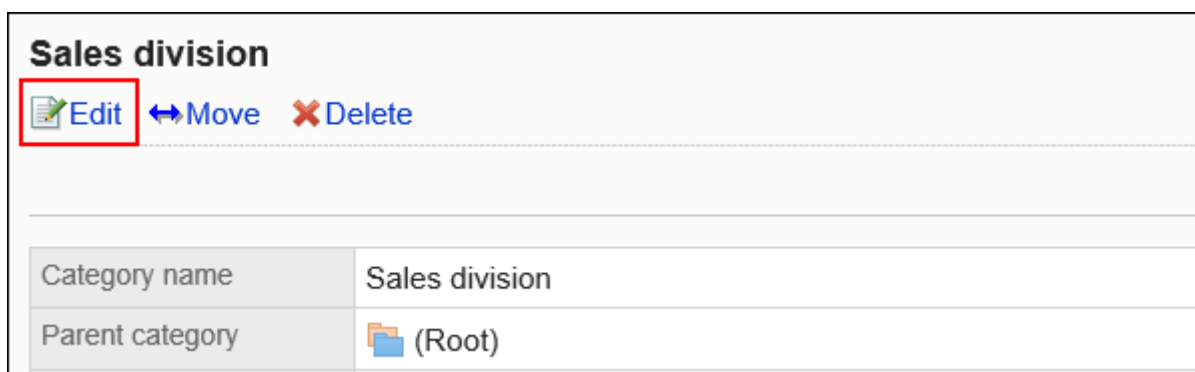 Sales division
Edit Move Delete
Category name Sales division
Parent category (Root)